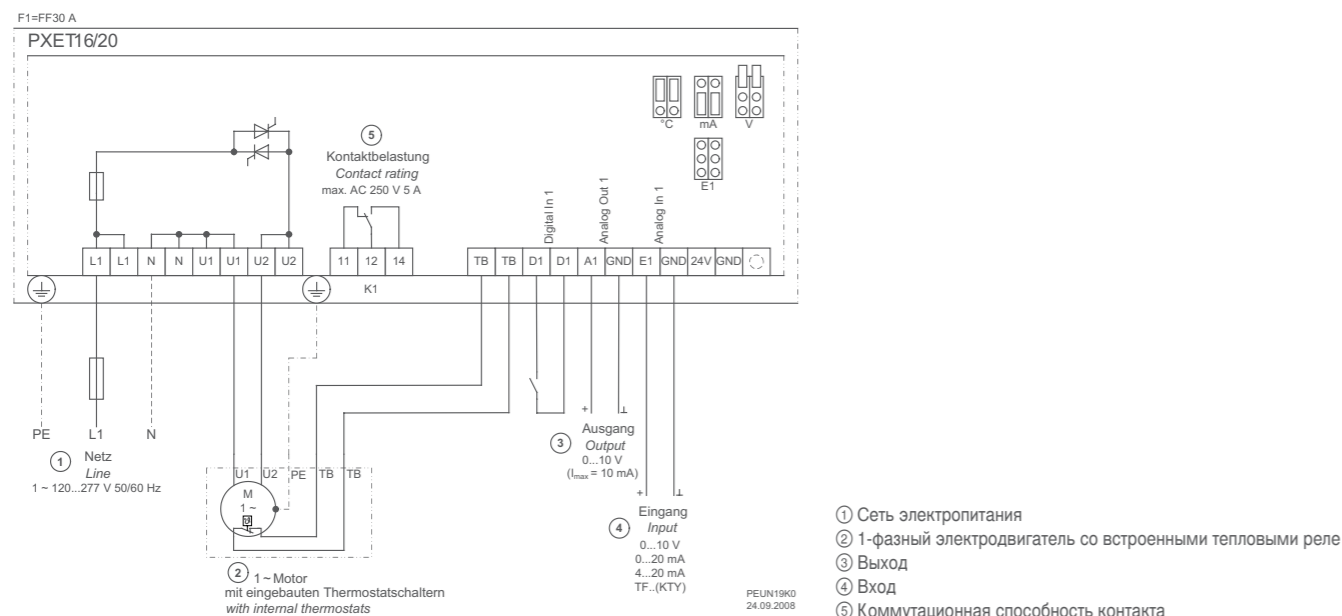 F1=FF30 A
PXET16/20
°C mA V
E1
5
Kontaktbelastung
Contact rating
max. AC 250 V 5 A
Digital In 1
Analog Out 1
Analog In 1
L1 L1 N N U1 U1 U2 U2 11 12 14 TB TB D1 D1 A1 GND E1 GND 24V GND
K1
PE L1 N
1 Netz
Line
1 ~ 120...277 V 50/60 Hz
U1 U2 PE TB TB
M
1 ~
2 1 ~ Motor
mit eingebauten Thermostatschaltern
with internal thermostats
+ ⊥
3 Ausgang
Output
0...10 V
(Imax = 10 mA)
+ ⊥
4 Eingang
Input
0...10 V
0...20 mA
4...20 mA
TF..(KTY)
PEUN19K0
24.09.2008
① Сеть электропитания
② 1-фазный электродвигатель со встроенными тепловыми реле
③ Выход
④ Вход
⑤ Коммутационная способность контакта